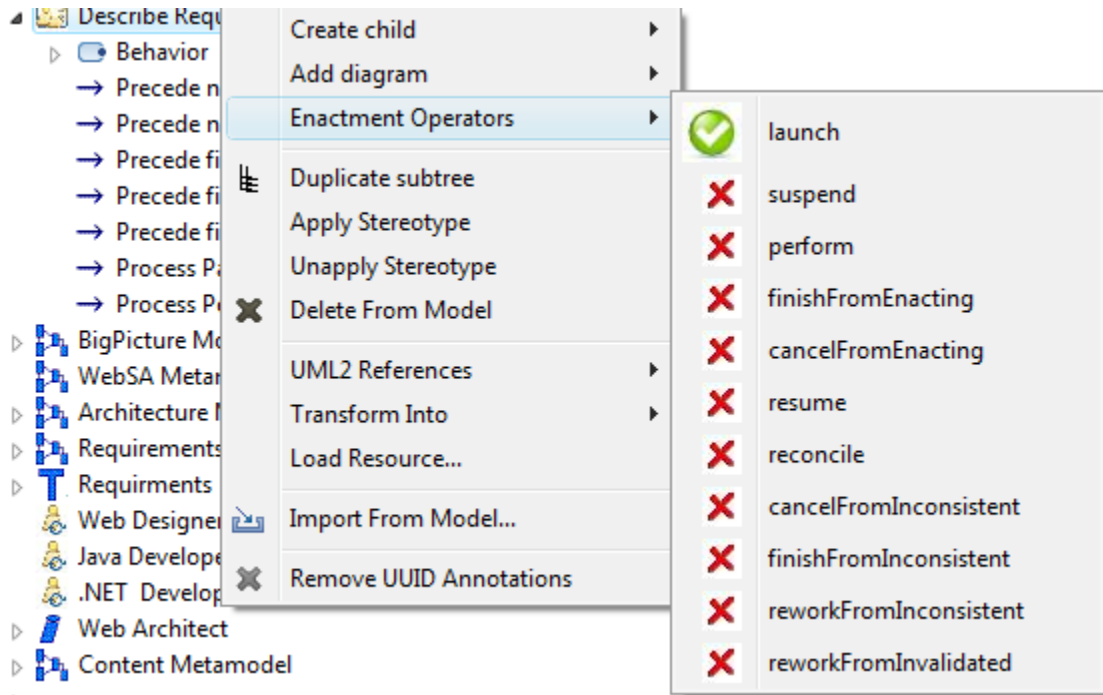 Describe Requ
Behavior
Precede n
Precede n
Precede fi
Precede fi
Precede fi
Process Pa
Process Pe
BigPicture Mo
WebSA Metar
Architecture M
Requirements
Requirments
Web Designer
Java Develope
.NET Develop
Web Architect
Content Metamodel
Create child
Add diagram
Enactment Operators
Duplicate subtree
Apply Stereotype
Unapply Stereotype
Delete From Model
UML2 References
Transform Into
Load Resource...
Import From Model...
Remove UUID Annotations
launch
suspend
perform
finishFromEnacting
cancelFromEnacting
resume
reconcile
cancelFromInconsistent
finishFromInconsistent
reworkFromInconsistent
reworkFromInvalidated